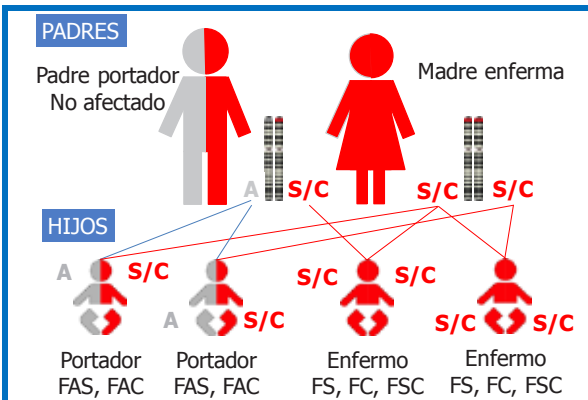 PADRES
Padre portador
No afectado
Madre enferma
A S/C
S/C S/C
HIJOS
A S/C
A S/C
S/C S/C
S/C S/C
Portador
FAS, FAC
Portador
FAS, FAC
Enfermo
FS, FC, FSC
Enfermo
FS, FC, FSC